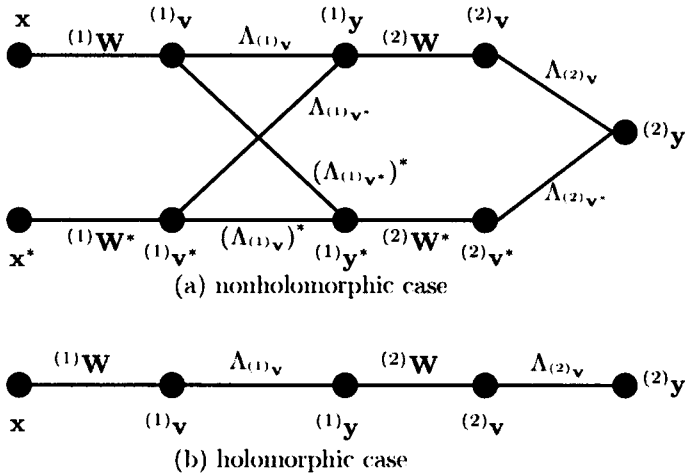 x (1)W (1)v Λ(1)v (1)y (2)W (2)v
Λ(2)v
Λ(1)v*
(2)y
(Λ(1)v*)*
Λ(2)v*
x* (1)W* (1)v* (Λ(1)v)* (1)y* (2)W* (2)v*
(a) nonholomorphic case
(1)W Λ(1)v (2)W Λ(2)v (2)y
x (1)v (1)y (2)v
(b) holomorphic case